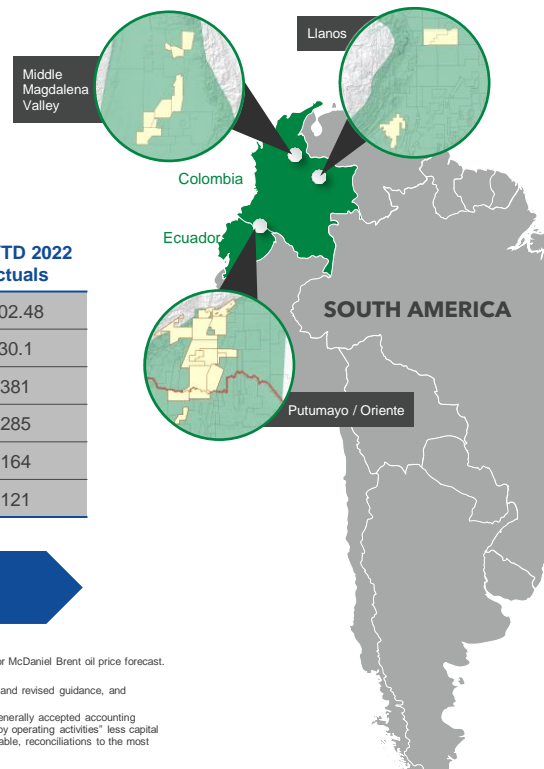 Llanos
Middle
Magdalena
Valley
Colombia
Ecuador
SOUTH AMERICA
Putumayo / Oriente
TD 2022
ctuals
02.48
30.1
381
285
164
121
or McDaniel Brent oil price forecast.
and revised guidance, and
enerally accepted accounting
by operating activities” less capital
able, reconciliations to the most